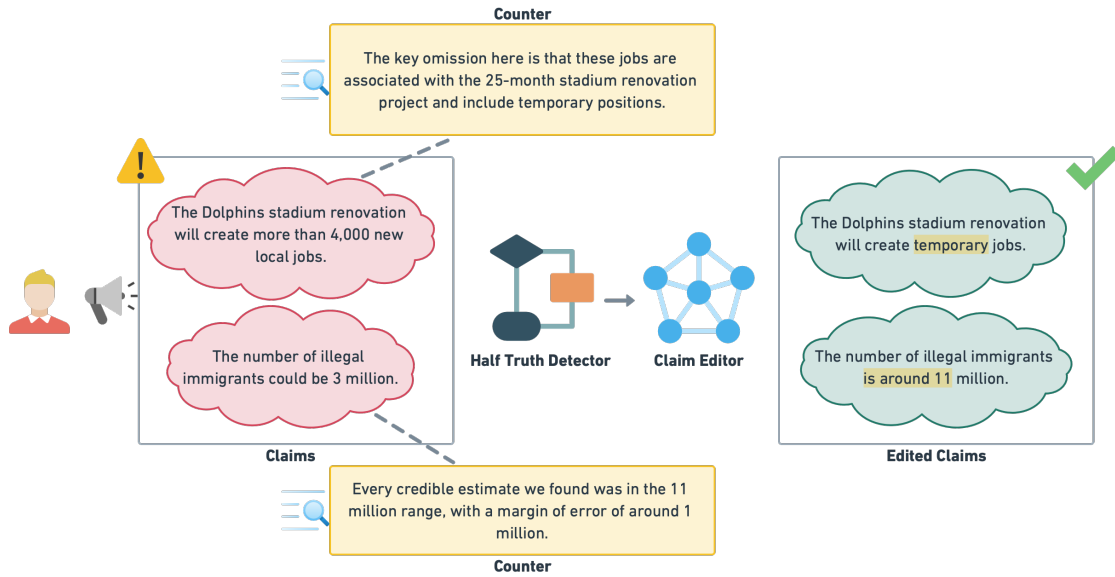 Counter
The key omission here is that these jobs are
associated with the 25-month stadium renovation
project and include temporary positions.
The Dolphins stadium renovation
will create more than 4,000 new
local jobs.
The number of illegal
immigrants could be 3 million.
Claims
Half Truth Detector
Claim Editor
The Dolphins stadium renovation
will create temporary jobs.
The number of illegal immigrants
is around 11 million.
Edited Claims
Every credible estimate we found was in the 11
million range, with a margin of error of around 1
million.
Counter